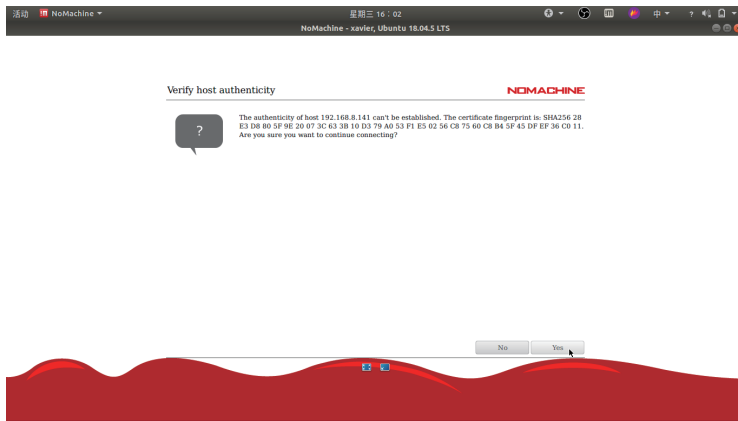 活动 NoMachine
星期三 16：02
中
?
NoMachine - xavier, Ubuntu 18.04.5 LTS
Verify host authenticity
NOMACHINE
?
The authenticity of host 192.168.8.141 can't be established. The certificate fingerprint is: SHA256 28
E3 D8 80 5F 9E 20 07 3C 63 3B 10 D3 79 A0 53 F1 E5 02 56 C8 75 60 C8 B4 5F 45 DF EF 36 C0 11.
Are you sure you want to continue connecting?
No
Yes